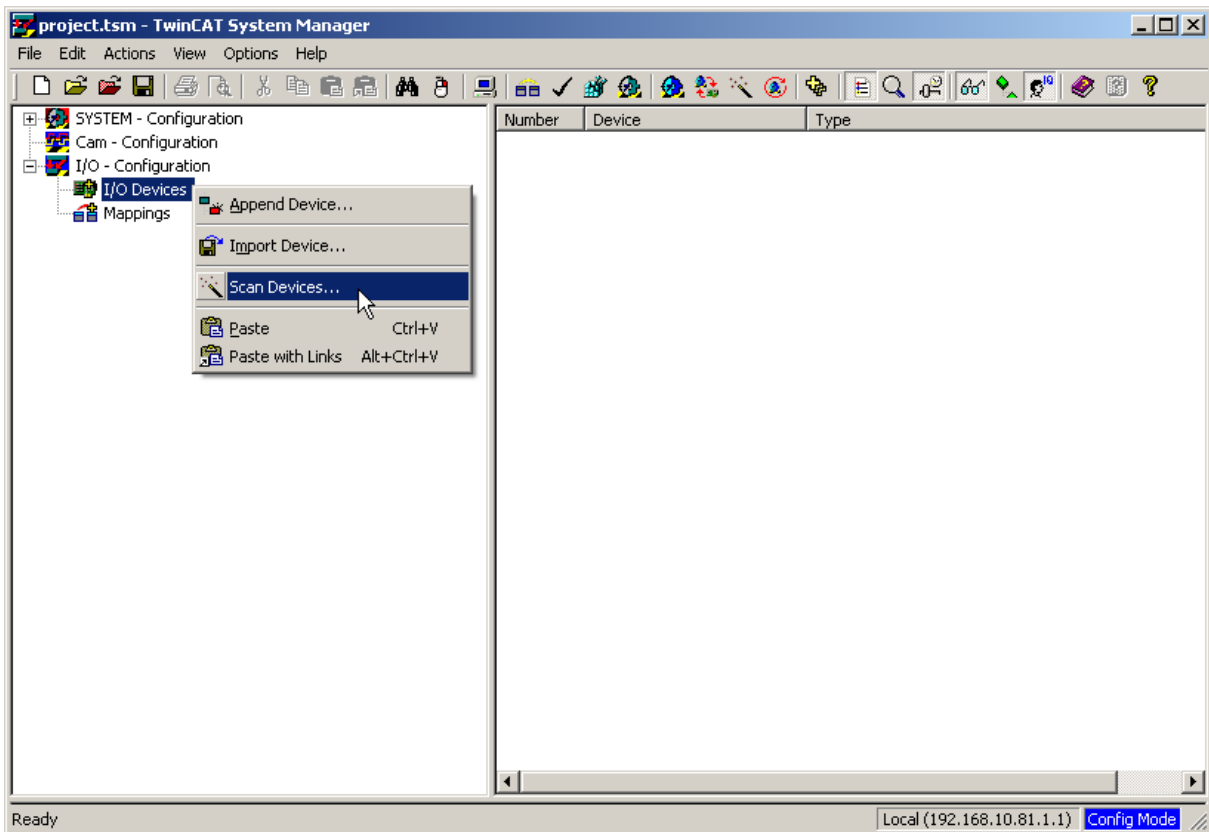 project.tsm - TwinCAT System Manager
File Edit Actions View Options Help
SYSTEM - Configuration
Cam - Configuration
I/O - Configuration
I/O Devices
Mappings
Append Device...
Import Device...
Scan Devices...
Paste Ctrl+V
Paste with Links Alt+Ctrl+V
Number Device Type
Ready Local (192.168.10.81.1.1) Config Mode